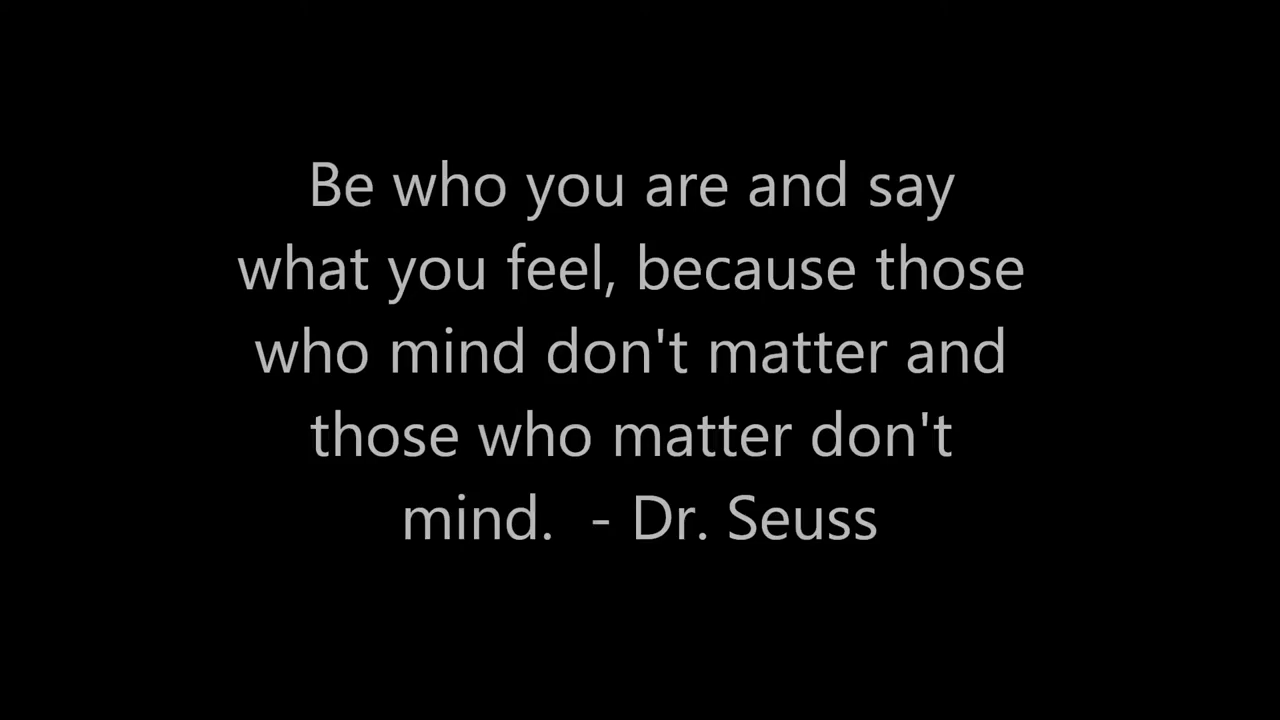 Be who you are and say
what you feel, because those
who mind don't matter and
those who matter don't
mind.  - Dr. Seuss